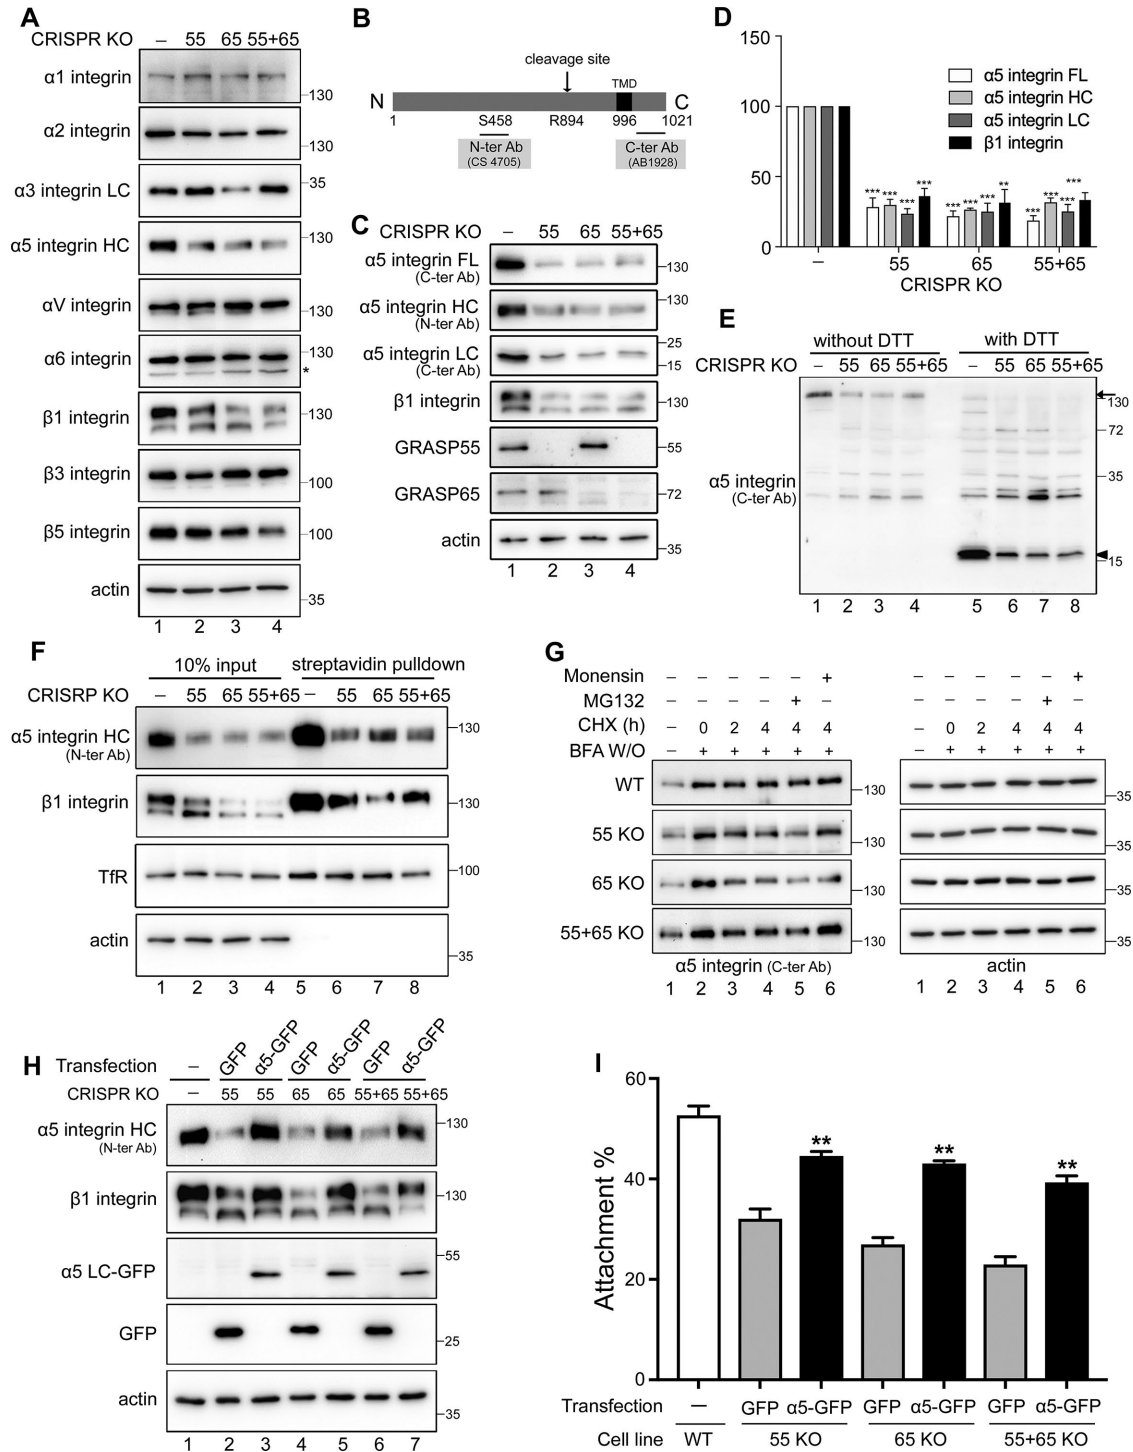 A
CRISPR KO – 55 65 55+65
α1 integrin
130
α2 integrin
130
α3 integrin LC
35
α5 integrin HC
130
αV integrin
130
α6 integrin
130
*
β1 integrin
130
β3 integrin
100
β5 integrin
100
actin
35
1 2 3 4
B
cleavage site
TMD
N C
1 S458 R894 996 1021
N-ter Ab C-ter Ab
(CS 4705) (AB1928)
C
CRISPR KO – 55 65 55+65
α5 integrin FL
(C-ter Ab)
130
α5 integrin HC
(N-ter Ab)
130
α5 integrin LC
(C-ter Ab)
25
15
β1 integrin
130
GRASP55
55
GRASP65
72
actin
35
1 2 3 4
D
150
100
50
0
α5 integrin FL
α5 integrin HC
α5 integrin LC
β1 integrin
*** *** *** ***
*** *** *** **
*** *** *** ***
– 55 65 55+65
CRISPR KO
E
without DTT with DTT
CRISPR KO – 55 65 55+65 – 55 65 55+65
α5 integrin
(C-ter Ab)
130
72
35
15
1 2 3 4 5 6 7 8
F
10% input streptavidin pulldown
CRISRP KO – 55 65 55+65 – 55 65 55+65
α5 integrin HC
(N-ter Ab)
130
β1 integrin
130
TfR
100
actin
35
1 2 3 4 5 6 7 8
G
Monensin – – – – – + – – – – – +
MG132 – – – – + – – – – – + –
CHX (h) – 0 2 4 4 4 – 0 2 4 4 4
BFA W/O – + + + + + – + + + + +
WT
130
35
55 KO
130
35
65 KO
130
35
55+65 KO
130
35
α5 integrin (C-ter Ab) actin
1 2 3 4 5 6 1 2 3 4 5 6
H
Transfection – GFP α5-GFP GFP α5-GFP GFP α5-GFP
CRISPR KO – 55 55 65 65 55+65 55+65
α5 integrin HC
(N-ter Ab)
130
β1 integrin
130
α5 LC-GFP
55
GFP
25
actin
35
1 2 3 4 5 6 7
I
Attachment %
60
40
20
0
** ** **
Transfection – GFP α5-GFP GFP α5-GFP GFP α5-GFP
Cell line WT 55 KO 65 KO 55+65 KO